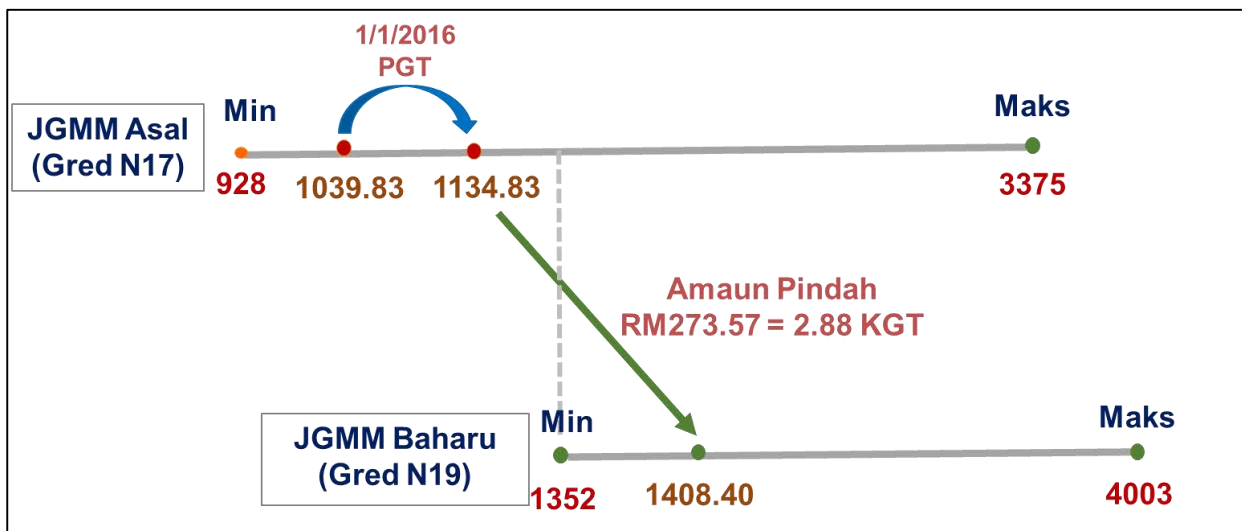 1/1/2016
PGT
JGMM Asal
(Gred N17)
Min
Maks
928
1039.83
1134.83
3375
Amaun Pindah
RM273.57 = 2.88 KGT
JGMM Baharu
(Gred N19)
Min
Maks
1352
1408.40
4003